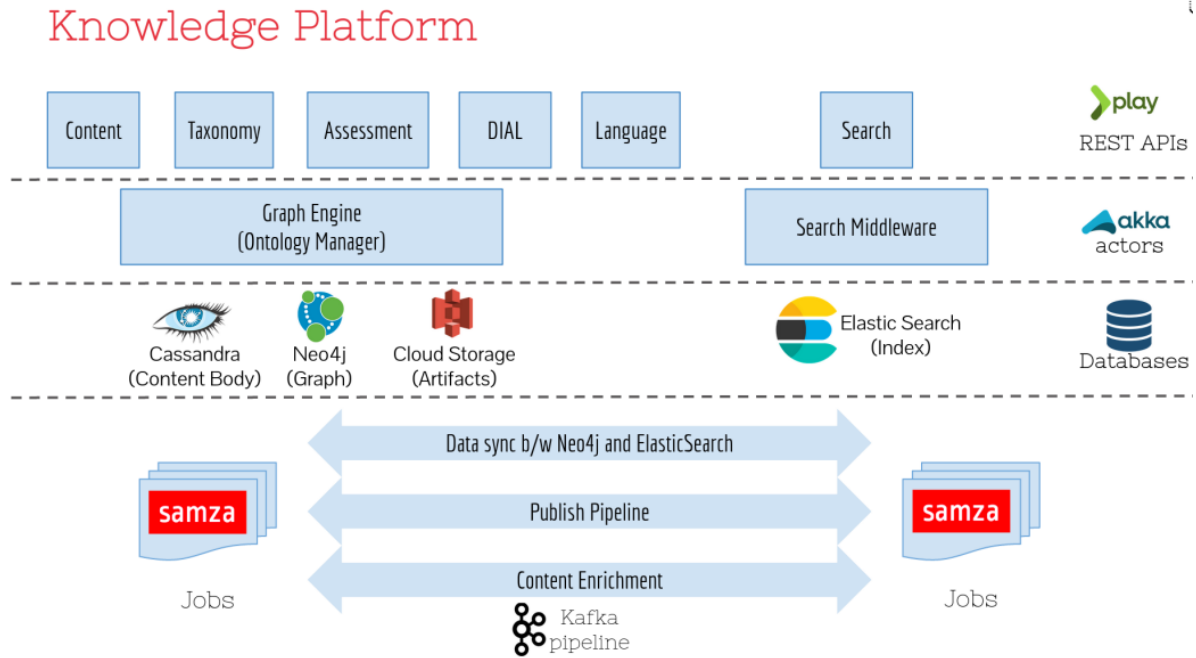 Knowledge Platform
Content
Taxonomy
Assessment
DIAL
Language
Search
play
REST APIs
Graph Engine
(Ontology Manager)
Search Middleware
akka
actors
Cassandra
(Content Body)
Neo4j
(Graph)
Cloud Storage
(Artifacts)
Elastic Search
(Index)
Databases
Data sync b/w Neo4j and ElasticSearch
samza
Jobs
Publish Pipeline
samza
Jobs
Content Enrichment
Kafka
pipeline